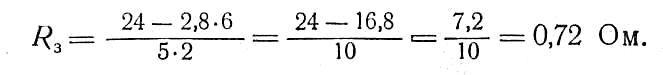 R₃ = (24 — 2,8·6)/(5·2) = (24 — 16,8)/10 = 7,2/10 = 0,72 Ом.